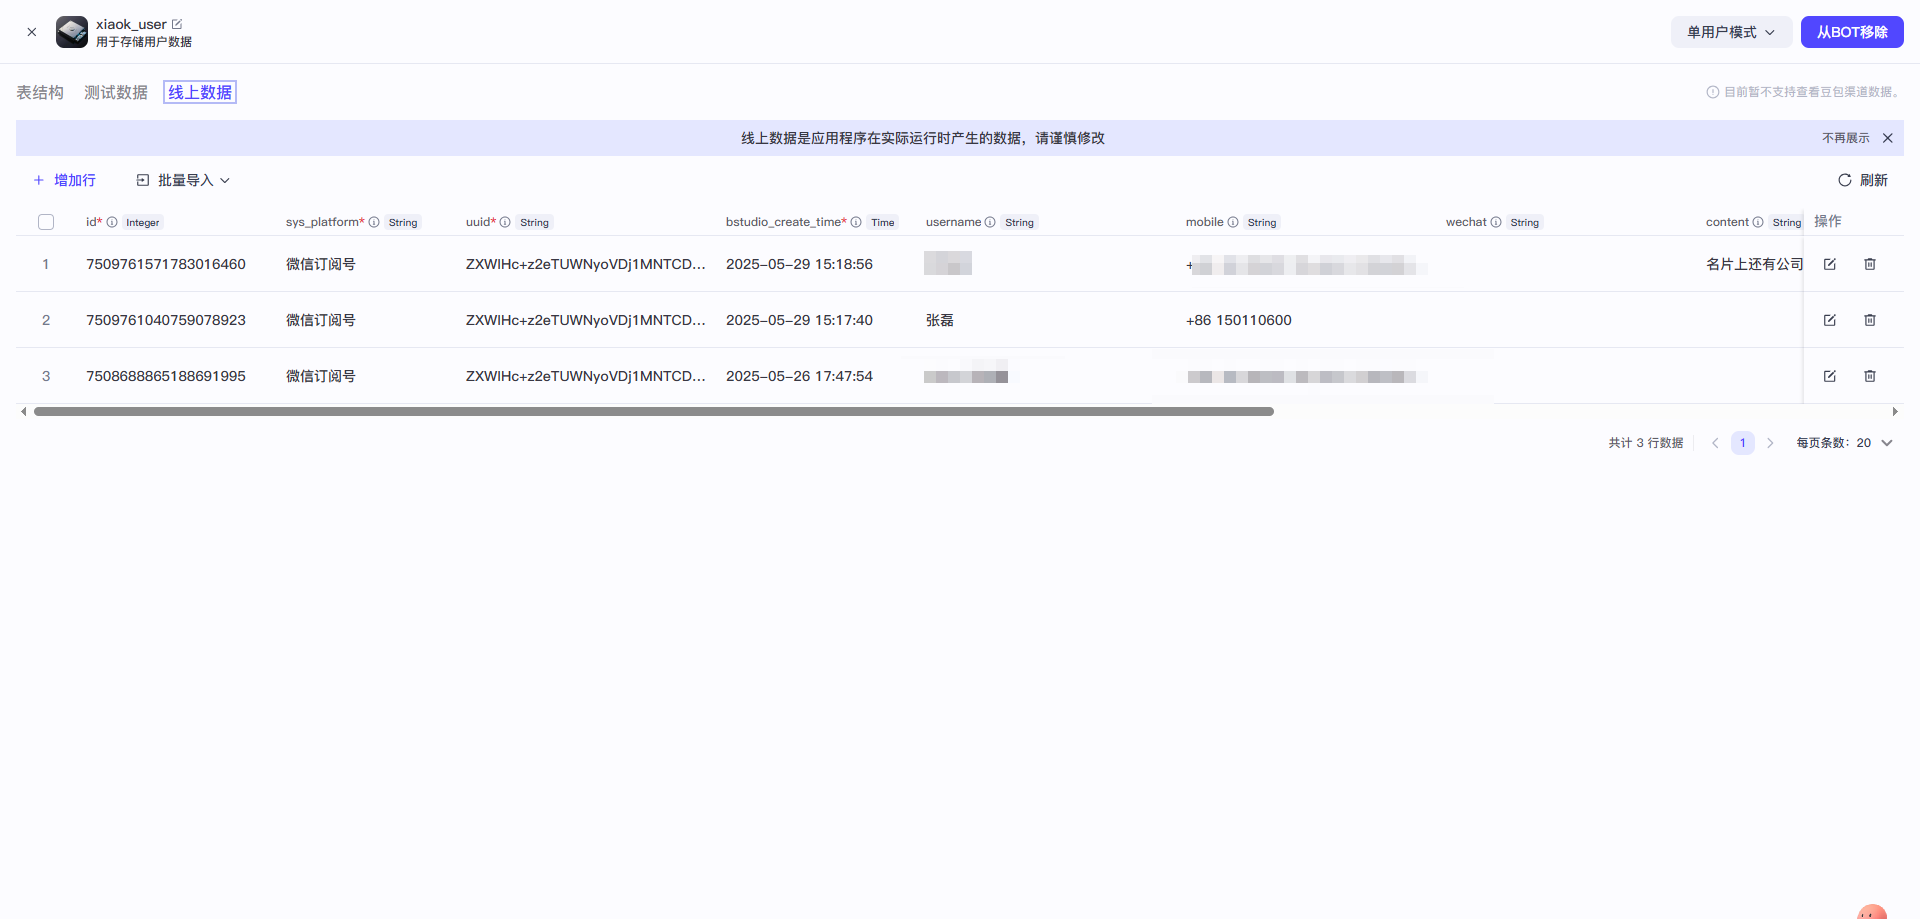 xiaok_user
用于存储用户数据
单用户模式
从BOT移除
表结构 测试数据 线上数据
目前暂不支持查看豆包渠道数据。
线上数据是应用程序在实际运行时产生的数据，请谨慎修改
不再展示
+ 增加行 批量导入
刷新
id* Integer sys_platform* String uuid* String bstudio_create_time* Time username String mobile String wechat String content String 操作
1 7509761571783016460 微信订阅号 ZXWlHc+z2eTUWNyoVDj1MNTCD... 2025-05-29 15:18:56 + 名片上还有公司
2 7509761040759078923 微信订阅号 ZXWlHc+z2eTUWNyoVDj1MNTCD... 2025-05-29 15:17:40 张磊 +86 150110600
3 7508688865188691995 微信订阅号 ZXWlHc+z2eTUWNyoVDj1MNTCD... 2025-05-26 17:47:54
共计 3 行数据 1 每页条数：20